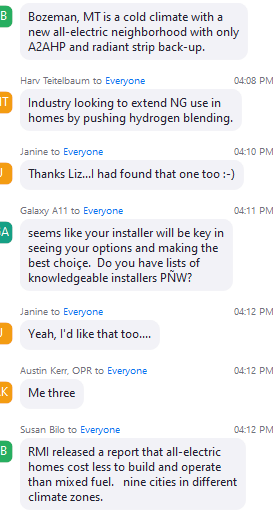 B
Bozeman, MT is a cold climate with a
new all-electric neighborhood with only
A2AHP and radiant strip back-up.
Harv Teitelbaum to Everyone 04:08 PM
HT
Industry looking to extend NG use in
homes by pushing hydrogen blending.
Janine to Everyone 04:10 PM
J
Thanks Liz...I had found that one too :-)
Galaxy A11 to Everyone 04:11 PM
GA
seems like your installer will be key in
seeing your options and making the
best choiçe. Do you have lists of
knowledgeable installers PÑW?
Janine to Everyone 04:12 PM
J
Yeah, I'd like that too....
Austin Kerr, OPR to Everyone 04:12 PM
AK
Me three
Susan Bilo to Everyone 04:12 PM
B
RMI released a report that all-electric
homes cost less to build and operate
than mixed fuel. nine cities in different
climate zones.